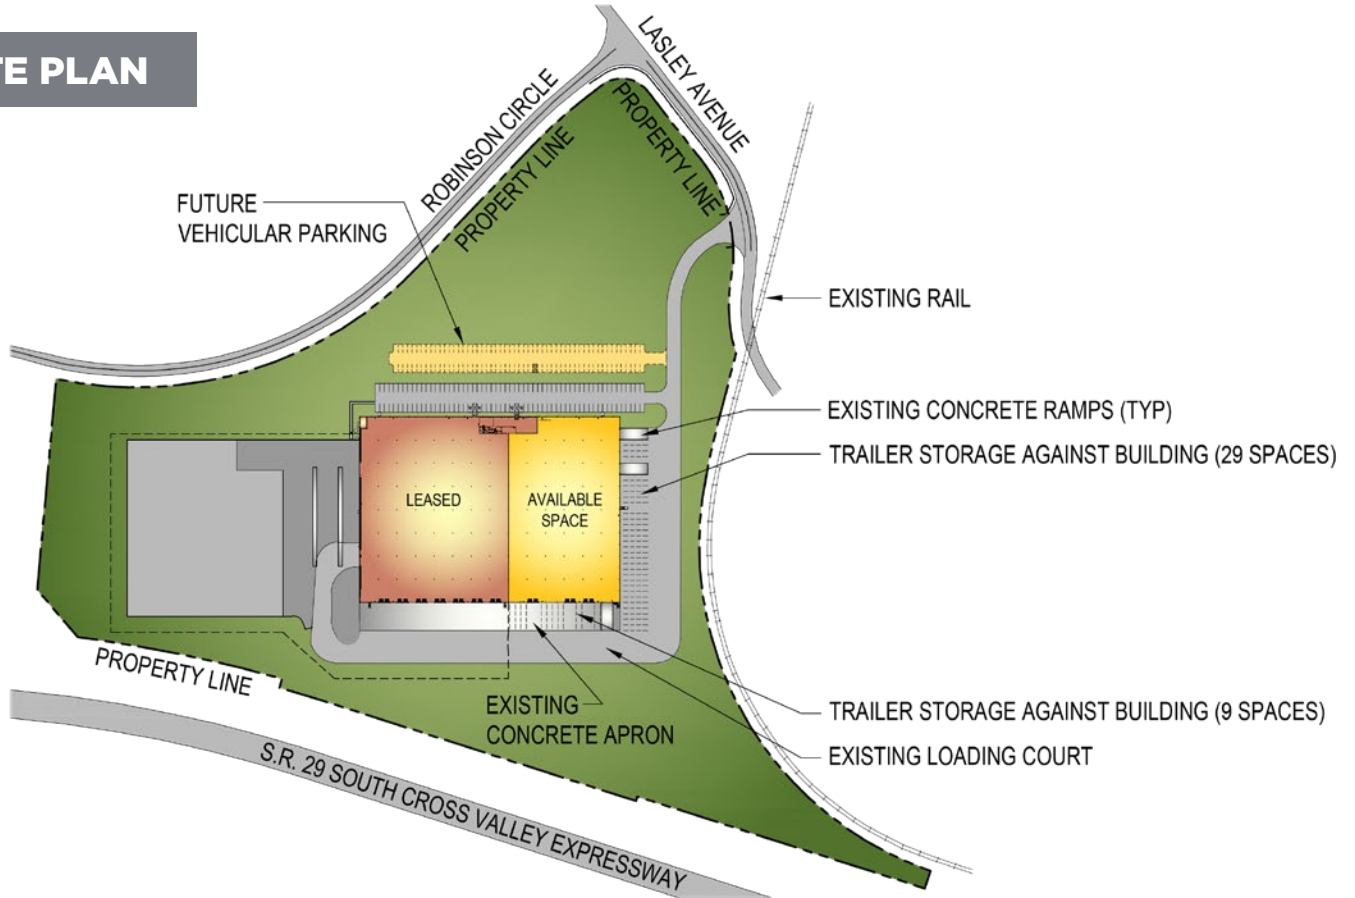 TE PLAN
LASLEY AVENUE
ROBINSON CIRCLE
PROPERTY LINE
PROPERTY LINE
FUTURE
VEHICULAR PARKING
EXISTING RAIL
EXISTING CONCRETE RAMPS (TYP)
TRAILER STORAGE AGAINST BUILDING (29 SPACES)
LEASED
AVAILABLE
SPACE
PROPERTY LINE
EXISTING
CONCRETE APRON
TRAILER STORAGE AGAINST BUILDING (9 SPACES)
EXISTING LOADING COURT
S.R. 29 SOUTH CROSS VALLEY EXPRESSWAY